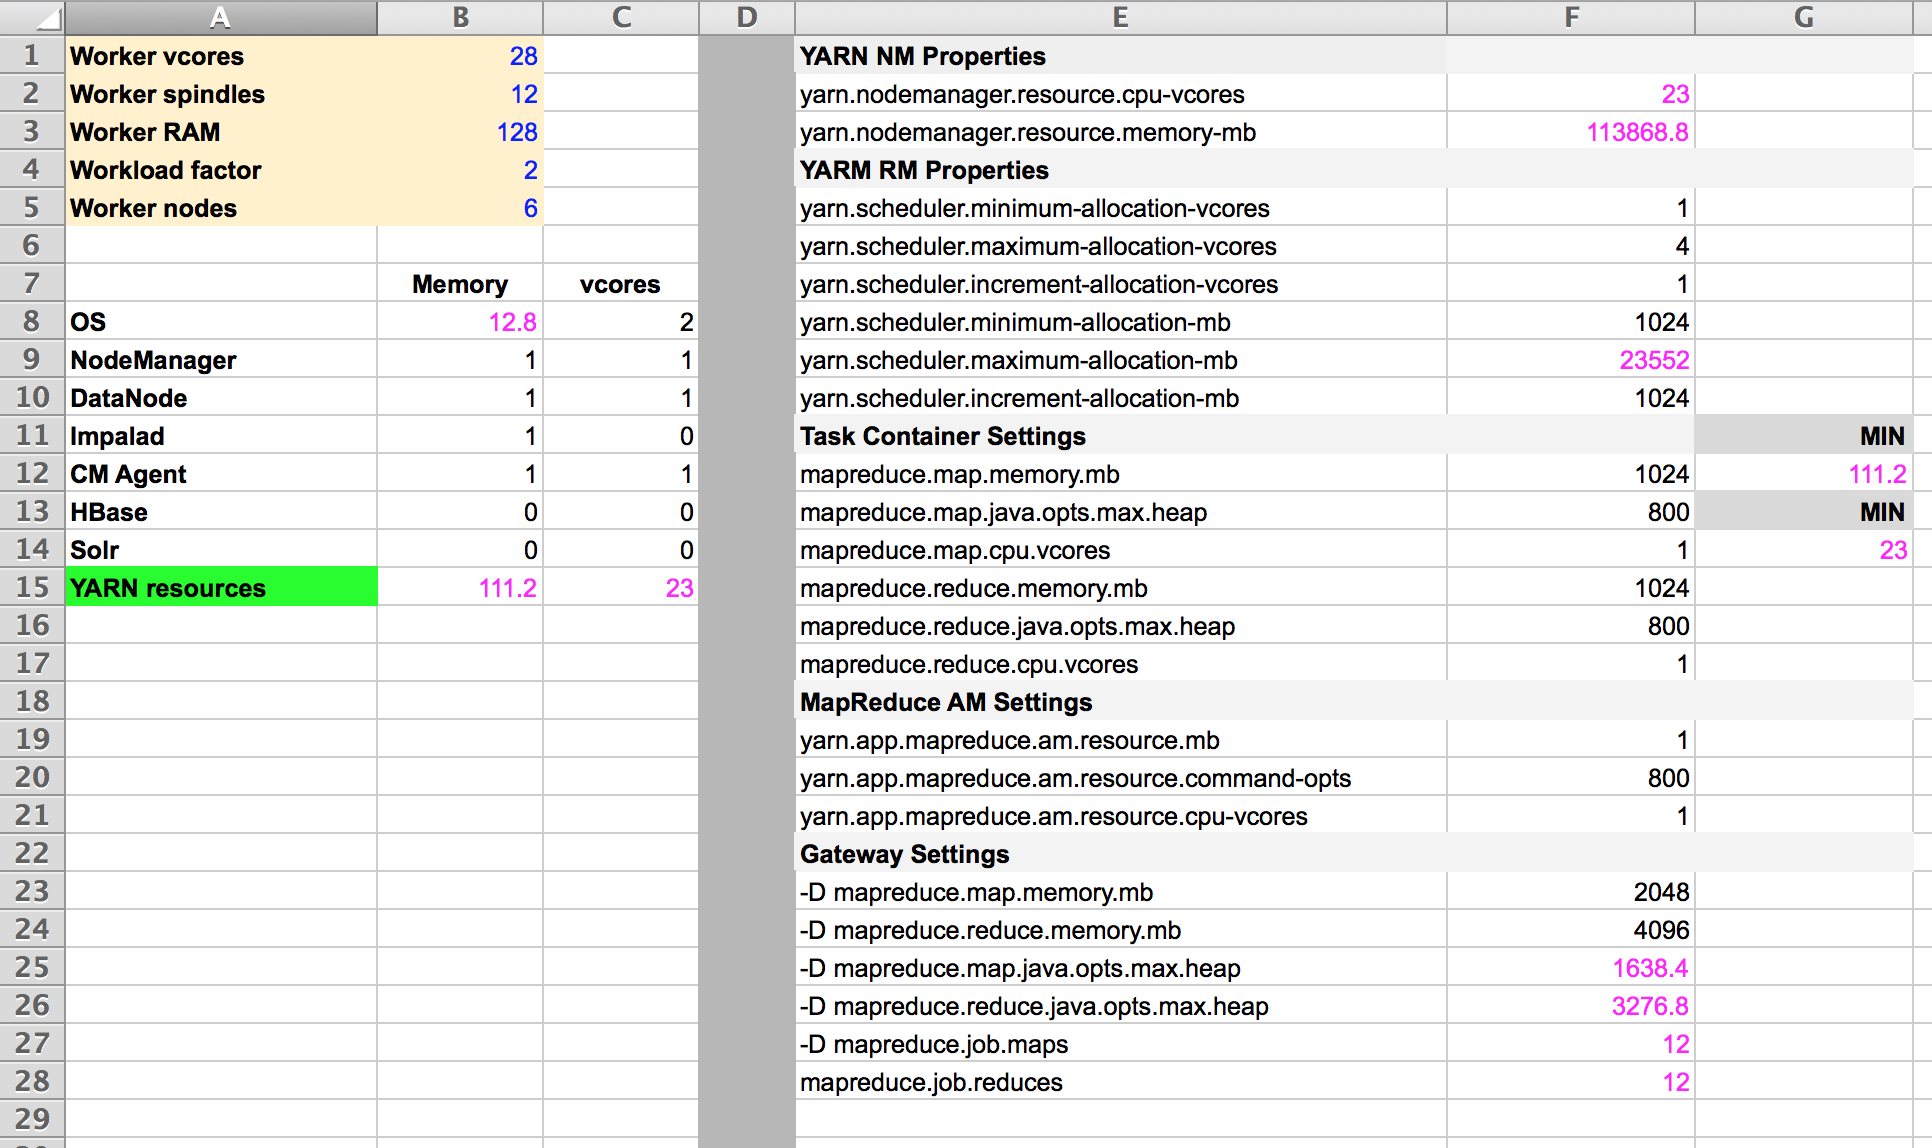 A B C D E F G
1 Worker vcores 28 YARN NM Properties
2 Worker spindles 12 yarn.nodemanager.resource.cpu-vcores 23
3 Worker RAM 128 yarn.nodemanager.resource.memory-mb 113868.8
4 Workload factor 2 YARM RM Properties
5 Worker nodes 6 yarn.scheduler.minimum-allocation-vcores 1
6 yarn.scheduler.maximum-allocation-vcores 4
7 Memory vcores yarn.scheduler.increment-allocation-vcores 1
8 OS 12.8 2 yarn.scheduler.minimum-allocation-mb 1024
9 NodeManager 1 1 yarn.scheduler.maximum-allocation-mb 23552
10 DataNode 1 1 yarn.scheduler.increment-allocation-mb 1024
11 Impalad 1 0 Task Container Settings MIN
12 CM Agent 1 1 mapreduce.map.memory.mb 1024 111.2
13 HBase 0 0 mapreduce.map.java.opts.max.heap 800 MIN
14 Solr 0 0 mapreduce.map.cpu.vcores 1 23
15 YARN resources 111.2 23 mapreduce.reduce.memory.mb 1024
16 mapreduce.reduce.java.opts.max.heap 800
17 mapreduce.reduce.cpu.vcores 1
18 MapReduce AM Settings
19 yarn.app.mapreduce.am.resource.mb 1
20 yarn.app.mapreduce.am.resource.command-opts 800
21 yarn.app.mapreduce.am.resource.cpu-vcores 1
22 Gateway Settings
23 -D mapreduce.map.memory.mb 2048
24 -D mapreduce.reduce.memory.mb 4096
25 -D mapreduce.map.java.opts.max.heap 1638.4
26 -D mapreduce.reduce.java.opts.max.heap 3276.8
27 -D mapreduce.job.maps 12
28 mapreduce.job.reduces 12
29